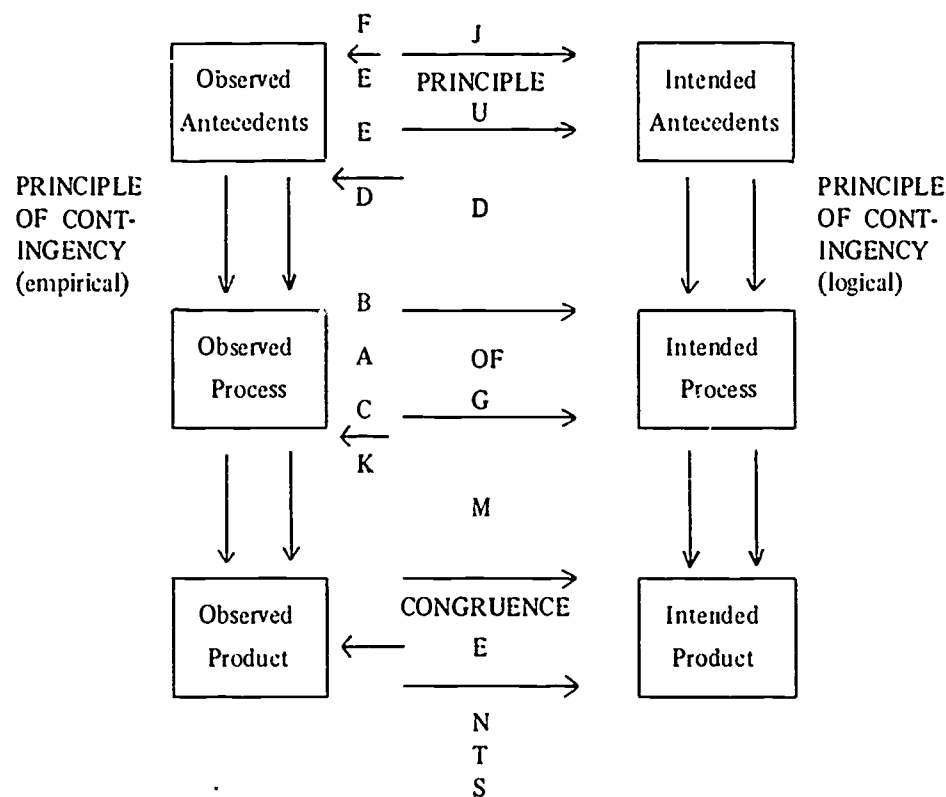 F
E
E
D
B
A
C
K
J
PRINCIPLE
U
D
OF
G
M
CONGRUENCE
E
N
T
S
Observed
Antecedents
Intended
Antecedents
PRINCIPLE
OF CONT-
INGENCY
(empirical)
PRINCIPLE
OF CONT-
INGENCY
(logical)
Observed
Process
Intended
Process
Observed
Product
Intended
Product